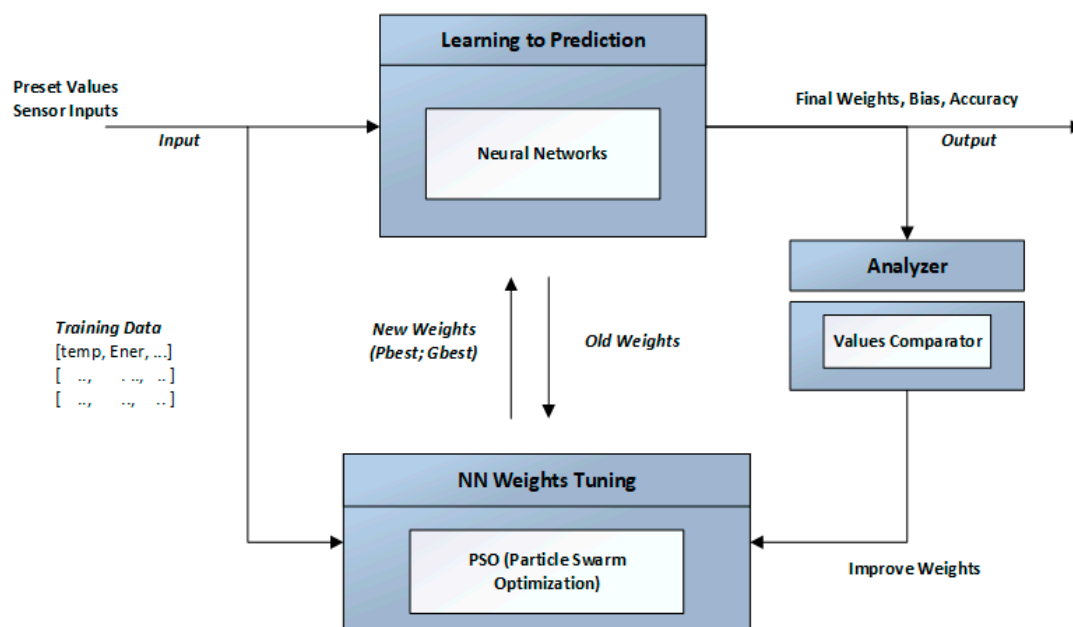 Learning to Prediction
Preset Values
Sensor Inputs
Input
Neural Networks
Final Weights, Bias, Accuracy
Output
Analyzer
Values Comparator
Training Data
[temp, Ener, ...]
[ .., . .., .. ]
[ .., .., .. ]
New Weights
(Pbest; Gbest)
Old Weights
NN Weights Tuning
PSO (Particle Swarm
Optimization)
Improve Weights